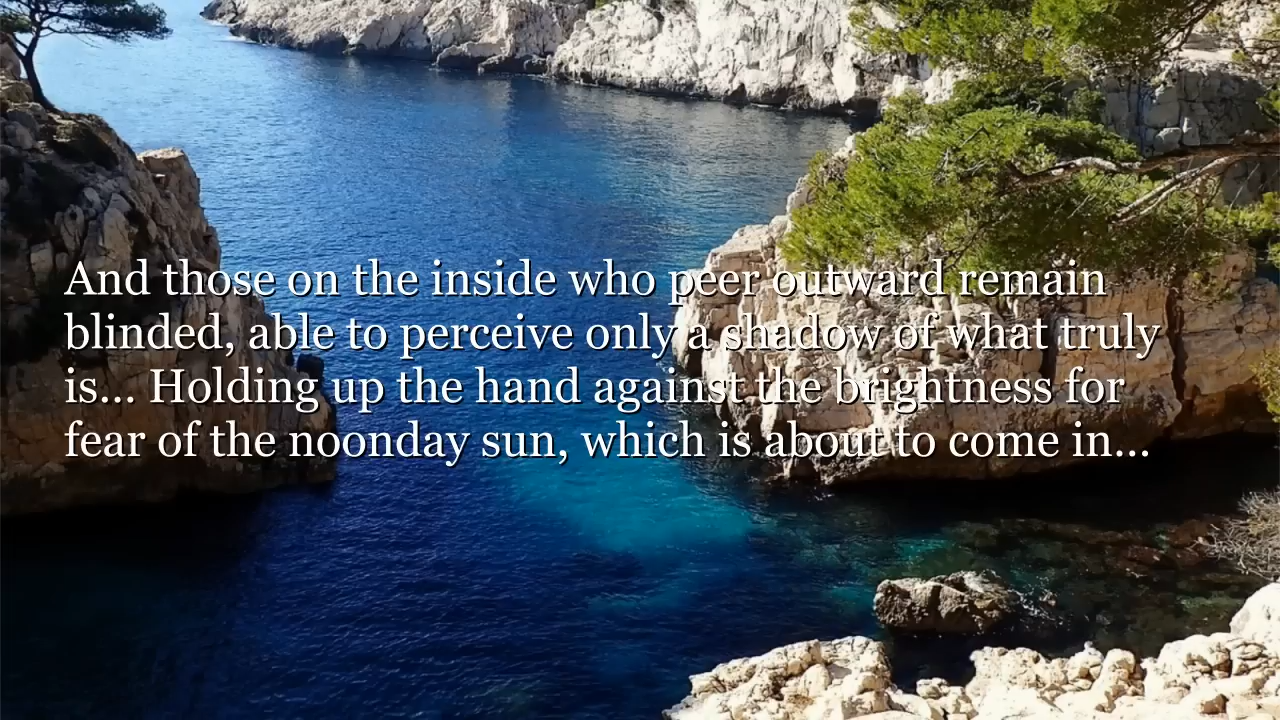 And those on the inside who peer outward remain
blinded, able to perceive only a shadow of what truly
is... Holding up the hand against the brightness for
fear of the noonday sun, which is about to come in...